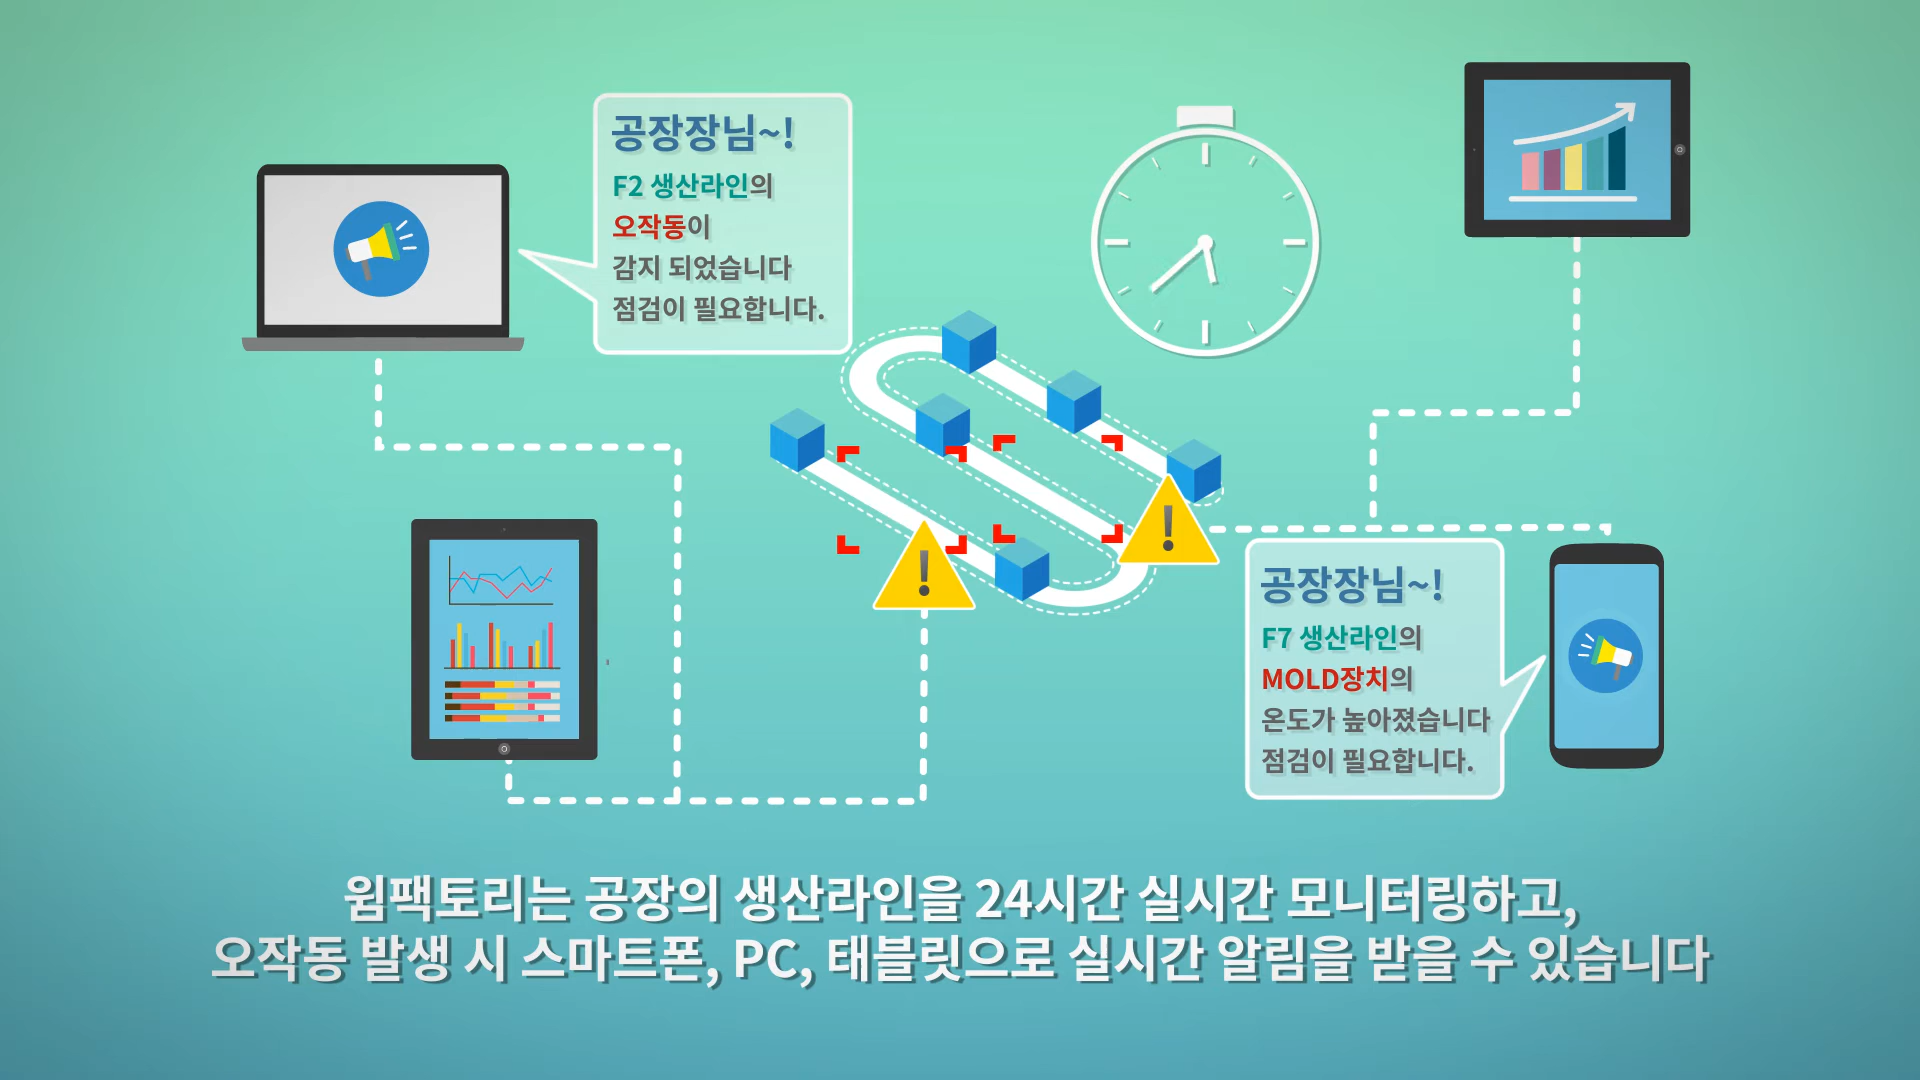 공장장님~!
F2 생산라인의
오작동이
감지 되었습니다
점검이 필요합니다.
공장장님~!
F7 생산라인의
MOLD장치의
온도가 높아졌습니다
점검이 필요합니다.
윔팩토리는 공장의 생산라인을 24시간 실시간 모니터링하고,
오작동 발생 시 스마트폰, PC, 태블릿으로 실시간 알림을 받을 수 있습니다